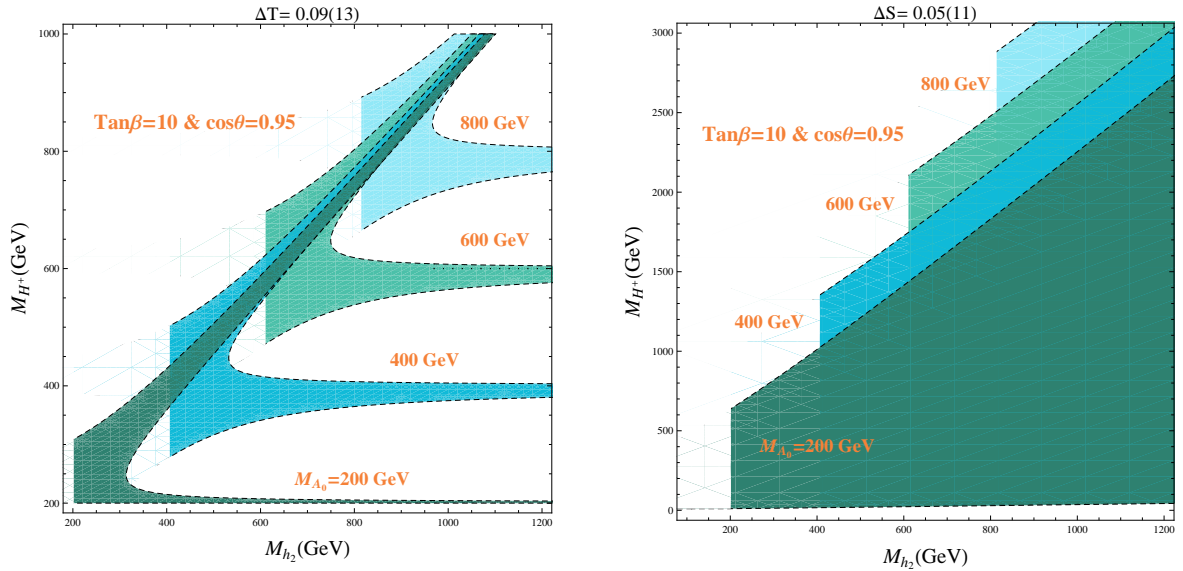 ΔT= 0.09(13)
1000
800
600
400
200
M_{H^+}(GeV)
Tanβ=10 & cosθ=0.95
800 GeV
600 GeV
400 GeV
M_{A_0}=200 GeV
200 400 600 800 1000 1200
M_{h_2}(GeV)
ΔS= 0.05(11)
3000
2500
2000
1500
1000
500
0
M_{H^+}(GeV)
800 GeV
Tanβ=10 & cosθ=0.95
600 GeV
400 GeV
M_{A_0}=200 GeV
200 400 600 800 1000 1200
M_{h_2}(GeV)